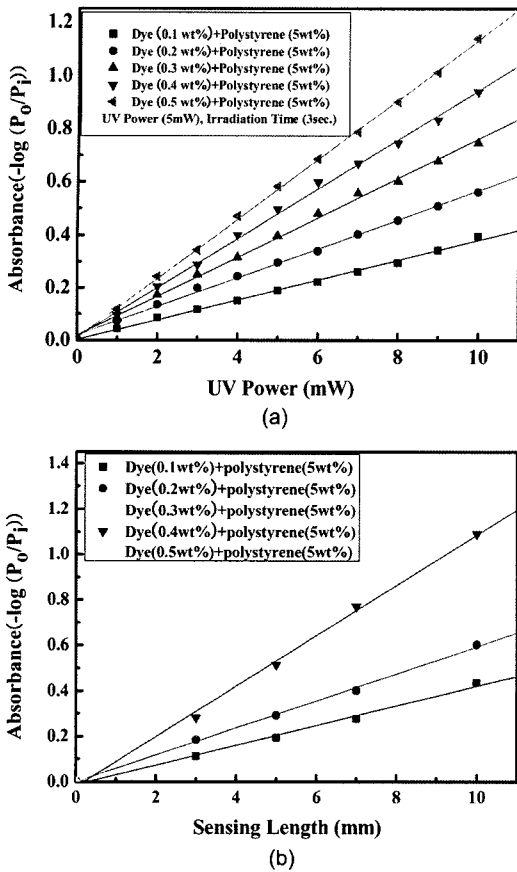 1.2
1.0
0.8
0.6
0.4
0.2
0.0
Absorbance(-log (P₀/Pᵢ))
Dye (0.1 wt%)+Polystyrene (5wt%)
Dye (0.2 wt%)+Polystyrene (5wt%)
Dye (0.3 wt%)+Polystyrene (5wt%)
Dye (0.4 wt%)+Polystyrene (5wt%)
Dye (0.5 wt%)+Polystyrene (5wt%)
UV Power (5mW), Irradiation Time (3sec.)
0 2 4 6 8 10
UV Power (mW)
(a)
1.4
1.2
1.0
0.8
0.6
0.4
0.2
0.0
Absorbance(-log (P₀/Pᵢ))
Dye(0.1wt%)+polystyrene(5wt%)
Dye(0.2wt%)+polystyrene(5wt%)
Dye(0.3wt%)+polystyrene(5wt%)
Dye(0.4wt%)+polystyrene(5wt%)
Dye(0.5wt%)+polystyrene(5wt%)
0 2 4 6 8 10
Sensing Length (mm)
(b)